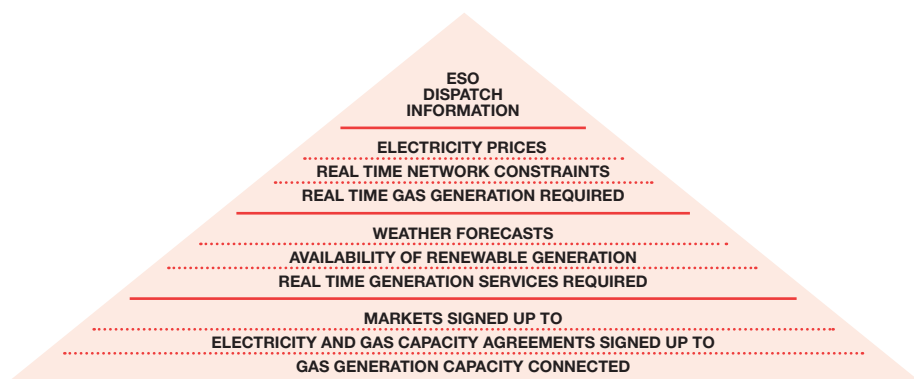 ESO
DISPATCH
INFORMATION
ELECTRICITY PRICES
REAL TIME NETWORK CONSTRAINTS
REAL TIME GAS GENERATION REQUIRED
WEATHER FORECASTS
AVAILABILITY OF RENEWABLE GENERATION
REAL TIME GENERATION SERVICES REQUIRED
MARKETS SIGNED UP TO
ELECTRICITY AND GAS CAPACITY AGREEMENTS SIGNED UP TO
GAS GENERATION CAPACITY CONNECTED